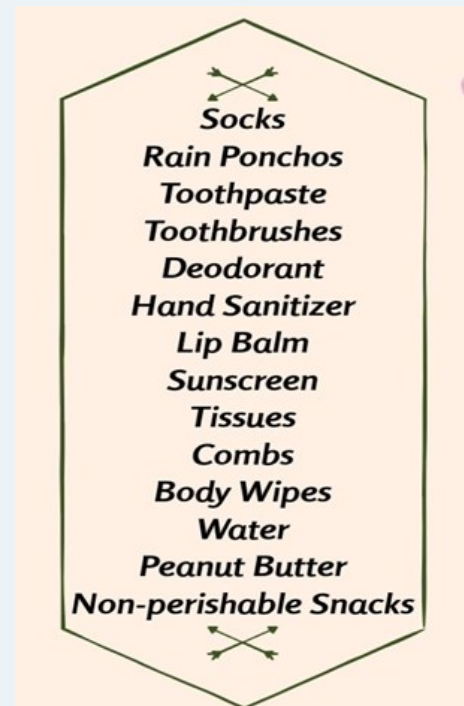 Socks
Rain Ponchos
Toothpaste
Toothbrushes
Deodorant
Hand Sanitizer
Lip Balm
Sunscreen
Tissues
Combs
Body Wipes
Water
Peanut Butter
Non-perishable Snacks